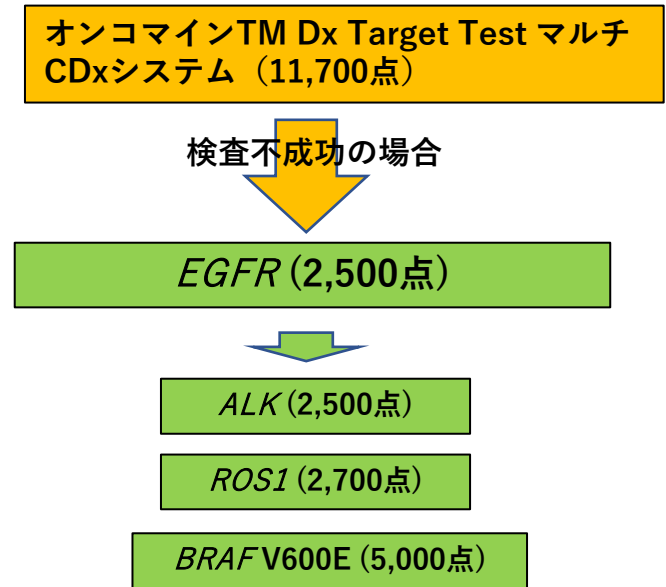 オンコマインTM Dx Target Test マルチ
CDxシステム（11,700点）
検査不成功の場合
EGFR (2,500点)
ALK (2,500点)
ROS1 (2,700点)
BRAF V600E (5,000点)